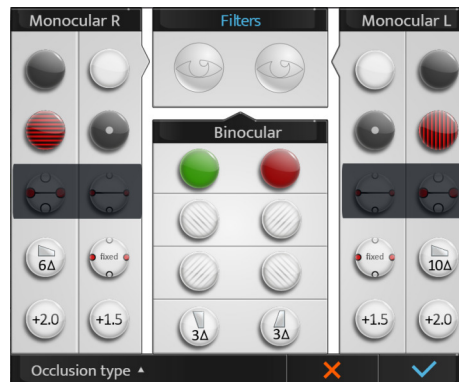 Monocular R
Filters
Monocular L
Binocular
6Δ
fixed
fixed
10Δ
+2.0
+1.5
3Δ
3Δ
+1.5
+2.0
Occlusion type